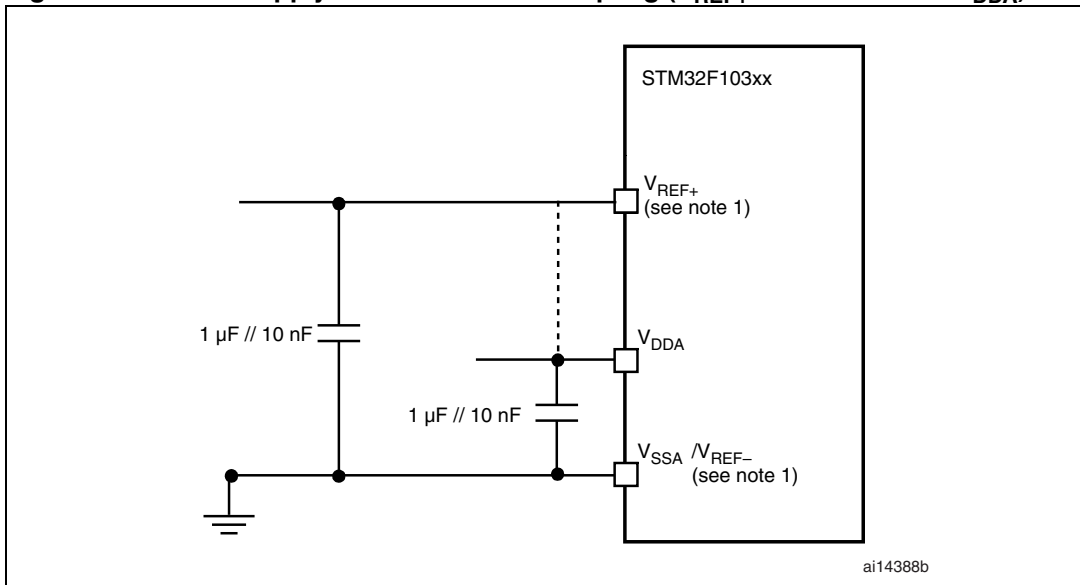 STM32F103xx
VREF+
(see note 1)
1 µF // 10 nF
VDDA
1 µF // 10 nF
VSSA /VREF–
(see note 1)
ai14388b